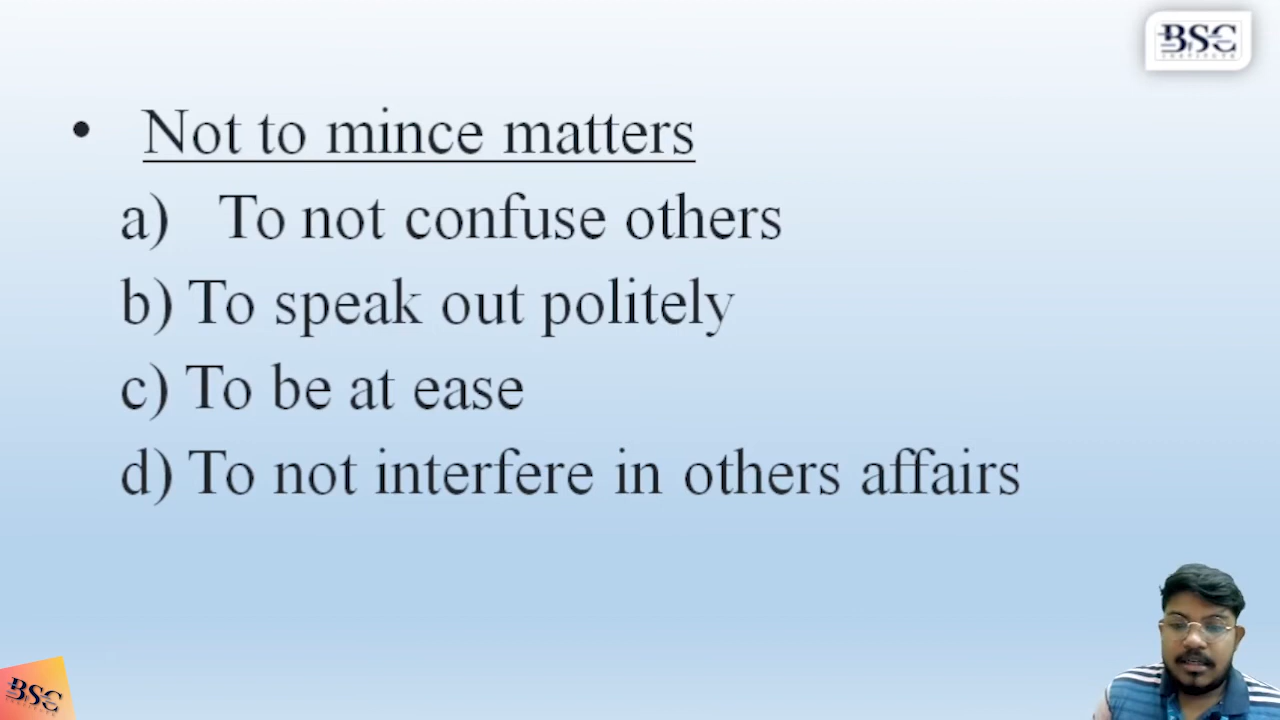 BSC
• Not to mince matters
a) To not confuse others
b) To speak out politely
c) To be at ease
d) To not interfere in others affairs
BSC